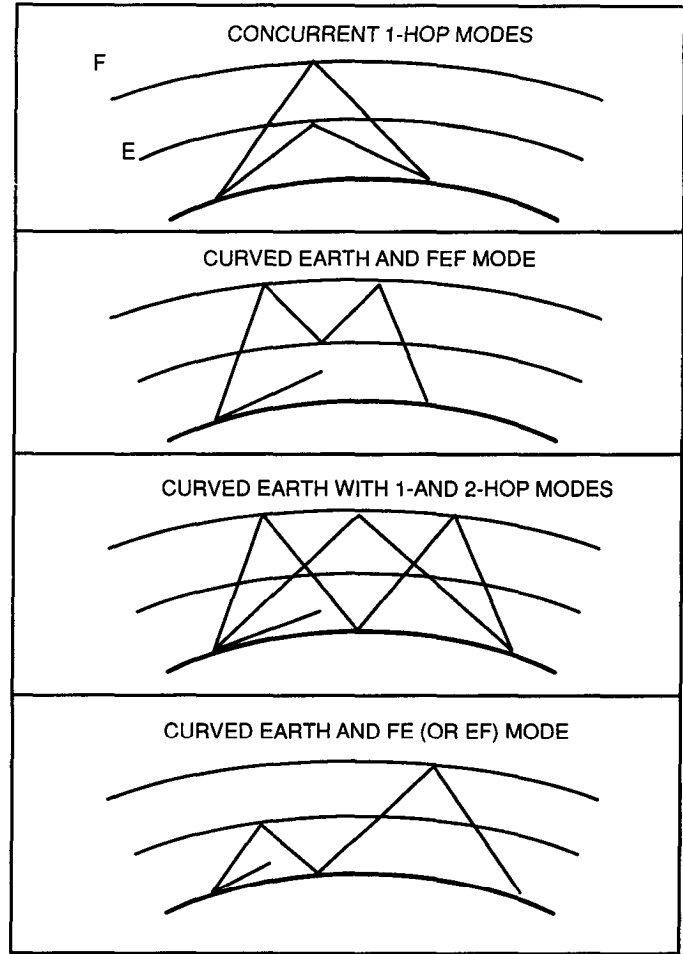 CONCURRENT 1-HOP MODES
F
E
CURVED EARTH AND FEF MODE
CURVED EARTH WITH 1-AND 2-HOP MODES
CURVED EARTH AND FE (OR EF) MODE